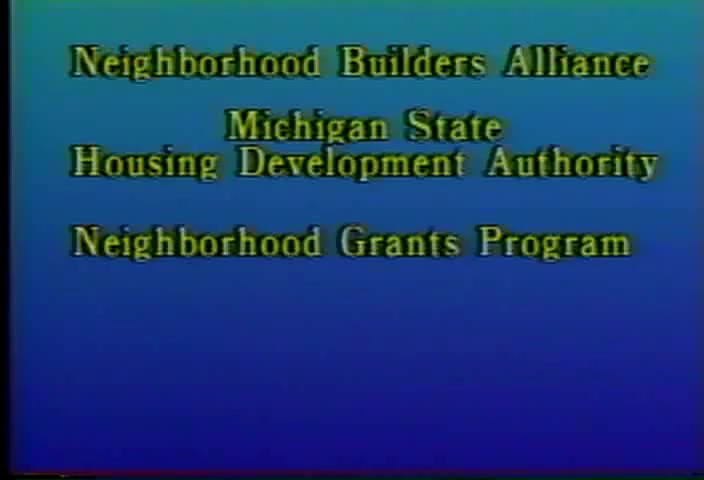 Neighborhood Builders Alliance
Michigan State
Housing Development Authority
Neighborhood Grants Program